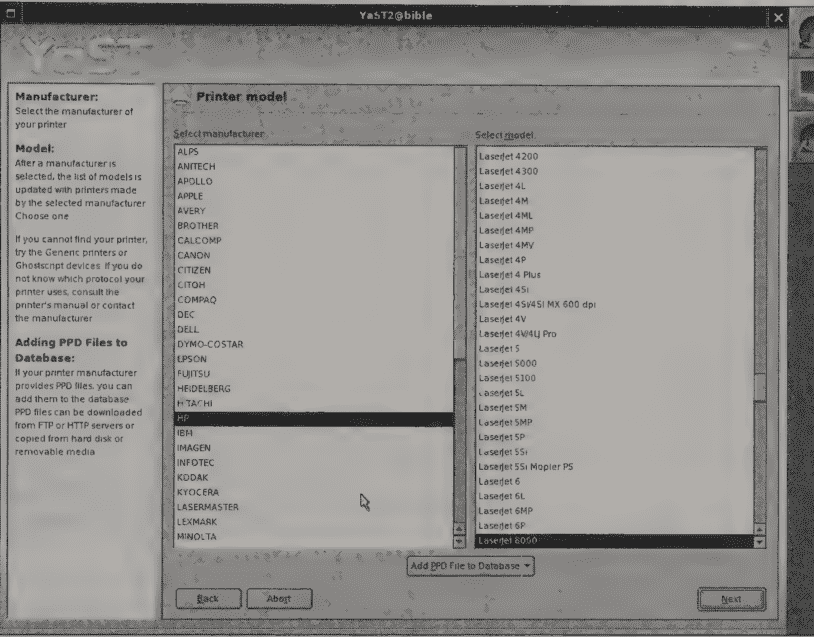 YaST2@bible
YaST
Printer model
Manufacturer:
Select the manufacturer of
your printer
Model:
After a manufacturer is
selected, the list of models is
updated with printers made
by the selected manufacturer
Choose one
If you cannot find your printer,
try the Generic printers or
Ghostscript devices. If you do
not know which protocol your
printer uses, consult the
printer's manual or contact
the manufacturer
Adding PPD Files to
Database:
If your printer manufacturer
provides PPD files, you can
add them to the database
PPD files can be downloaded
from FTP or HTTP servers or
copied from hard disk or
removable media
Select manufacturer
ALPS
ANITECH
APOLLO
APPLE
AVERY
BROTHER
CALCOMP
CANON
CITIZEN
CITOH
COMPAQ
DEC
DELL
DYMO-COSTAR
EPSON
FUJITSU
HEIDELBERG
HITACHI
HP
IBM
IMAGEN
INFOTEC
KODAK
KYOCERA
LASERMASTER
LEXMARK
MINOLTA
Select model.
LaserJet 4200
LaserJet 4300
LaserJet 4L
LaserJet 4M
LaserJet 4ML
LaserJet 4MP
LaserJet 4MV
LaserJet 4P
LaserJet 4 Plus
LaserJet 4Si
LaserJet 4Si/4Si MX 600 dpi
LaserJet 4V
LaserJet 4W4LJ Pro
LaserJet 5
LaserJet 5000
LaserJet 5100
LaserJet 5L
LaserJet 5M
LaserJet 5MP
LaserJet 5P
LaserJet 5Si
LaserJet 5Si Mopier PS
LaserJet 6
LaserJet 6L
LaserJet 6MP
LaserJet 6P
LaserJet 8000
Add PPD File to Database
Back
Abort
Next